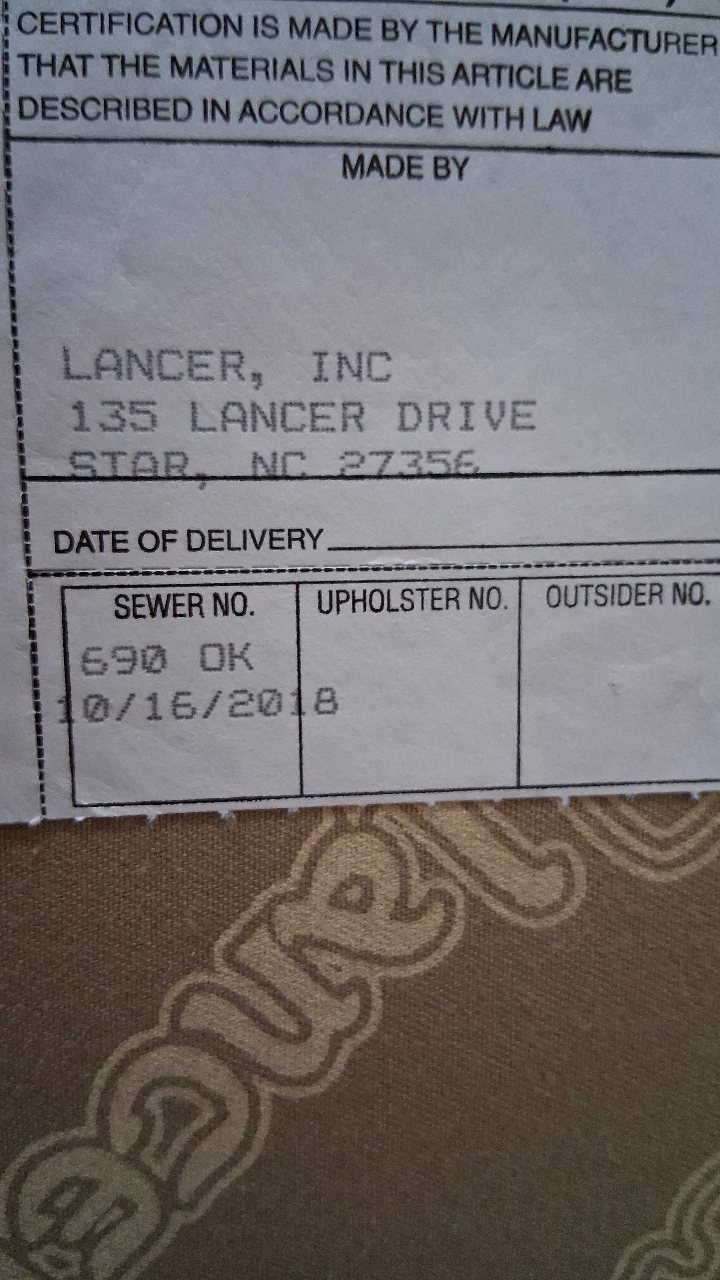 CERTIFICATION IS MADE BY THE MANUFACTURER
THAT THE MATERIALS IN THIS ARTICLE ARE
DESCRIBED IN ACCORDANCE WITH LAW
MADE BY
LANCER, INC
135 LANCER DRIVE
STAR, NC 27356
DATE OF DELIVERY
SEWER NO. UPHOLSTER NO. OUTSIDER NO.
690 OK
10/16/2018